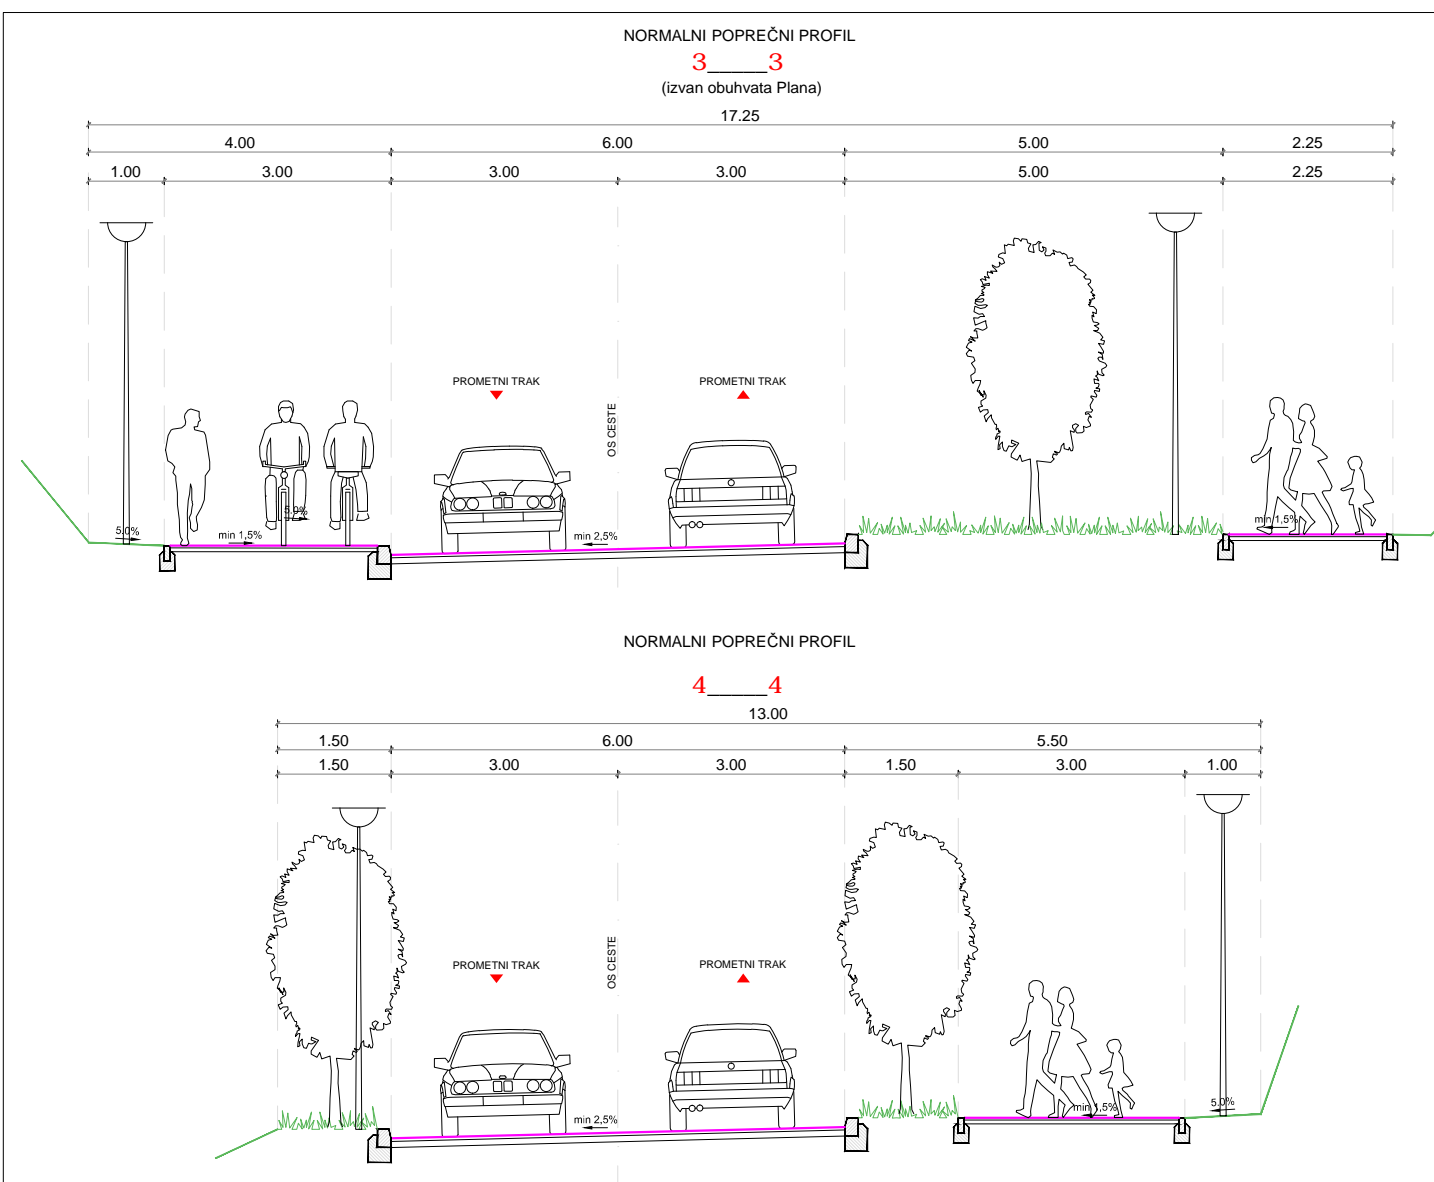 NORMALNI POPREČNI PROFIL
3_____3
(izvan obuhvata Plana)
17.25
4.00 6.00 5.00 2.25
1.00 3.00 3.00 3.00 5.00 2.25
PROMETNI TRAK PROMETNI TRAK
OS CESTE
5,0% min 1,5% 5,0% min 2,5% min 1,5%
NORMALNI POPREČNI PROFIL
4_____4
13.00
1.50 6.00 5.50
1.50 3.00 3.00 1.50 3.00 1.00
PROMETNI TRAK PROMETNI TRAK
OS CESTE
min 2,5% min 1,5% 5,0%